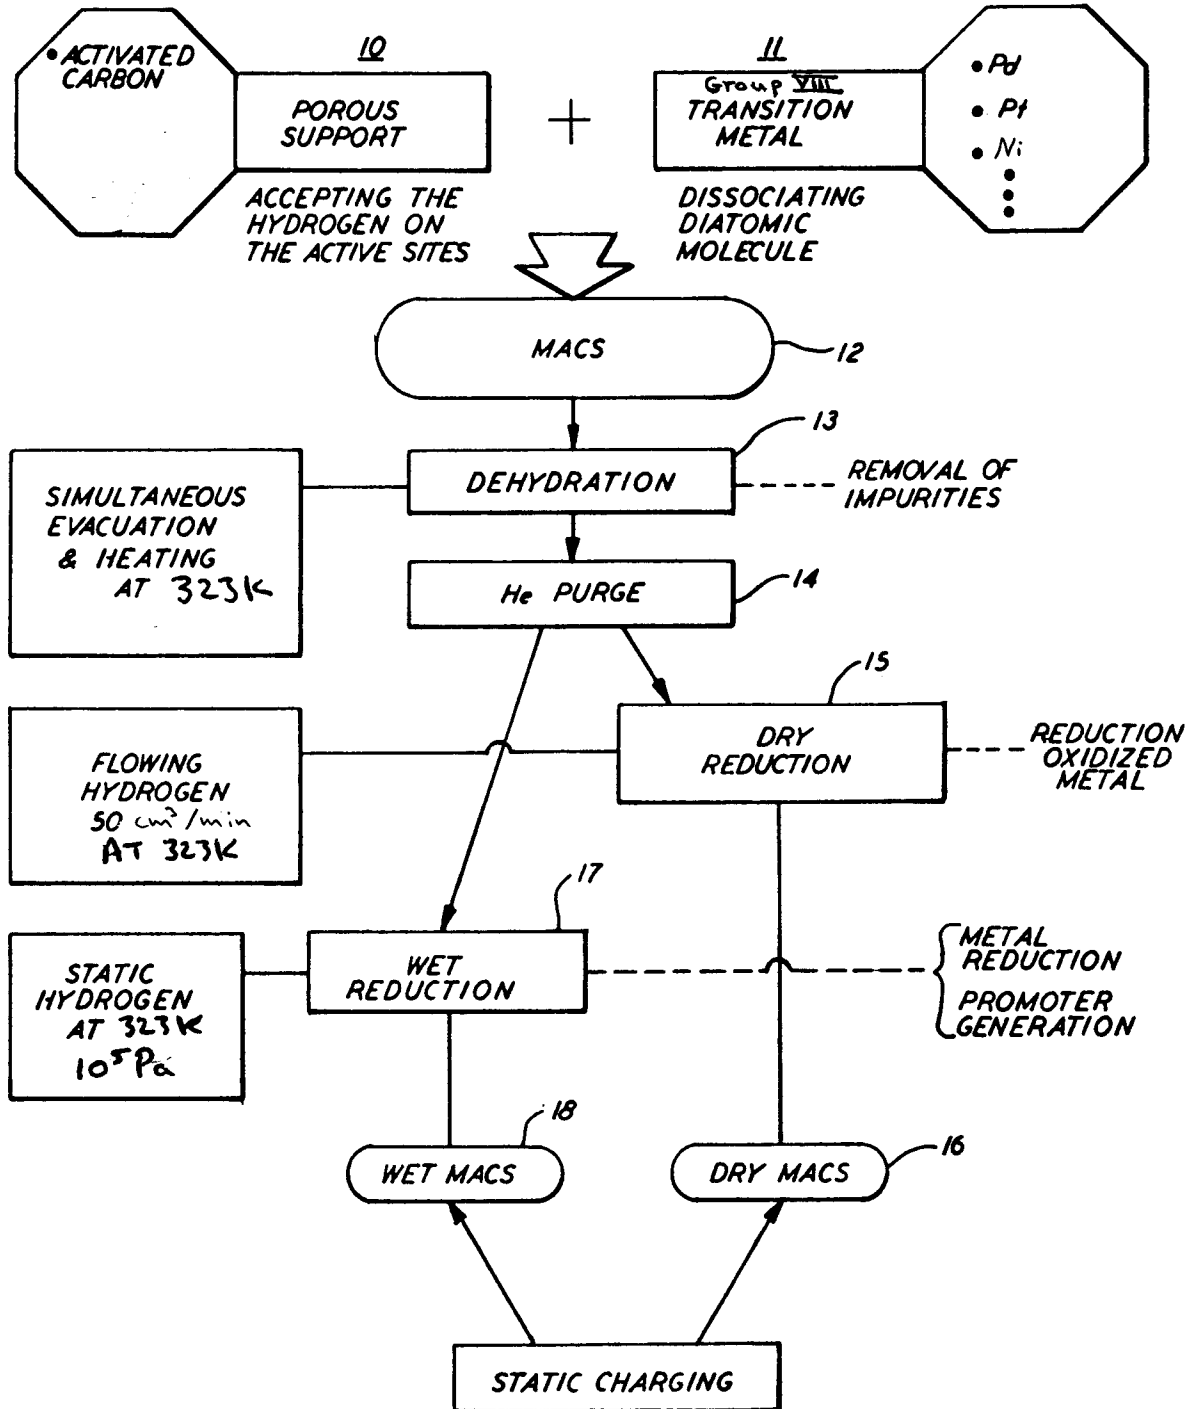 • ACTIVATED
CARBON
10
POROUS
SUPPORT
ACCEPTING THE
HYDROGEN ON
THE ACTIVE SITES
+
11
Group VIII
TRANSITION
METAL
DISSOCIATING
DIATOMIC
MOLECULE
• Pd
• Pt
• Ni
MACS
12
13
DEHYDRATION
REMOVAL OF
IMPURITIES
SIMULTANEOUS
EVACUATION
& HEATING
AT 323K
He PURGE
14
15
DRY
REDUCTION
REDUCTION
OXIDIZED
METAL
FLOWING
HYDROGEN
50 cm³/min
AT 323K
17
WET
REDUCTION
METAL
REDUCTION
PROMOTER
GENERATION
STATIC
HYDROGEN
AT 323K
10⁵ Pa
18
WET MACS
16
DRY MACS
STATIC CHARGING